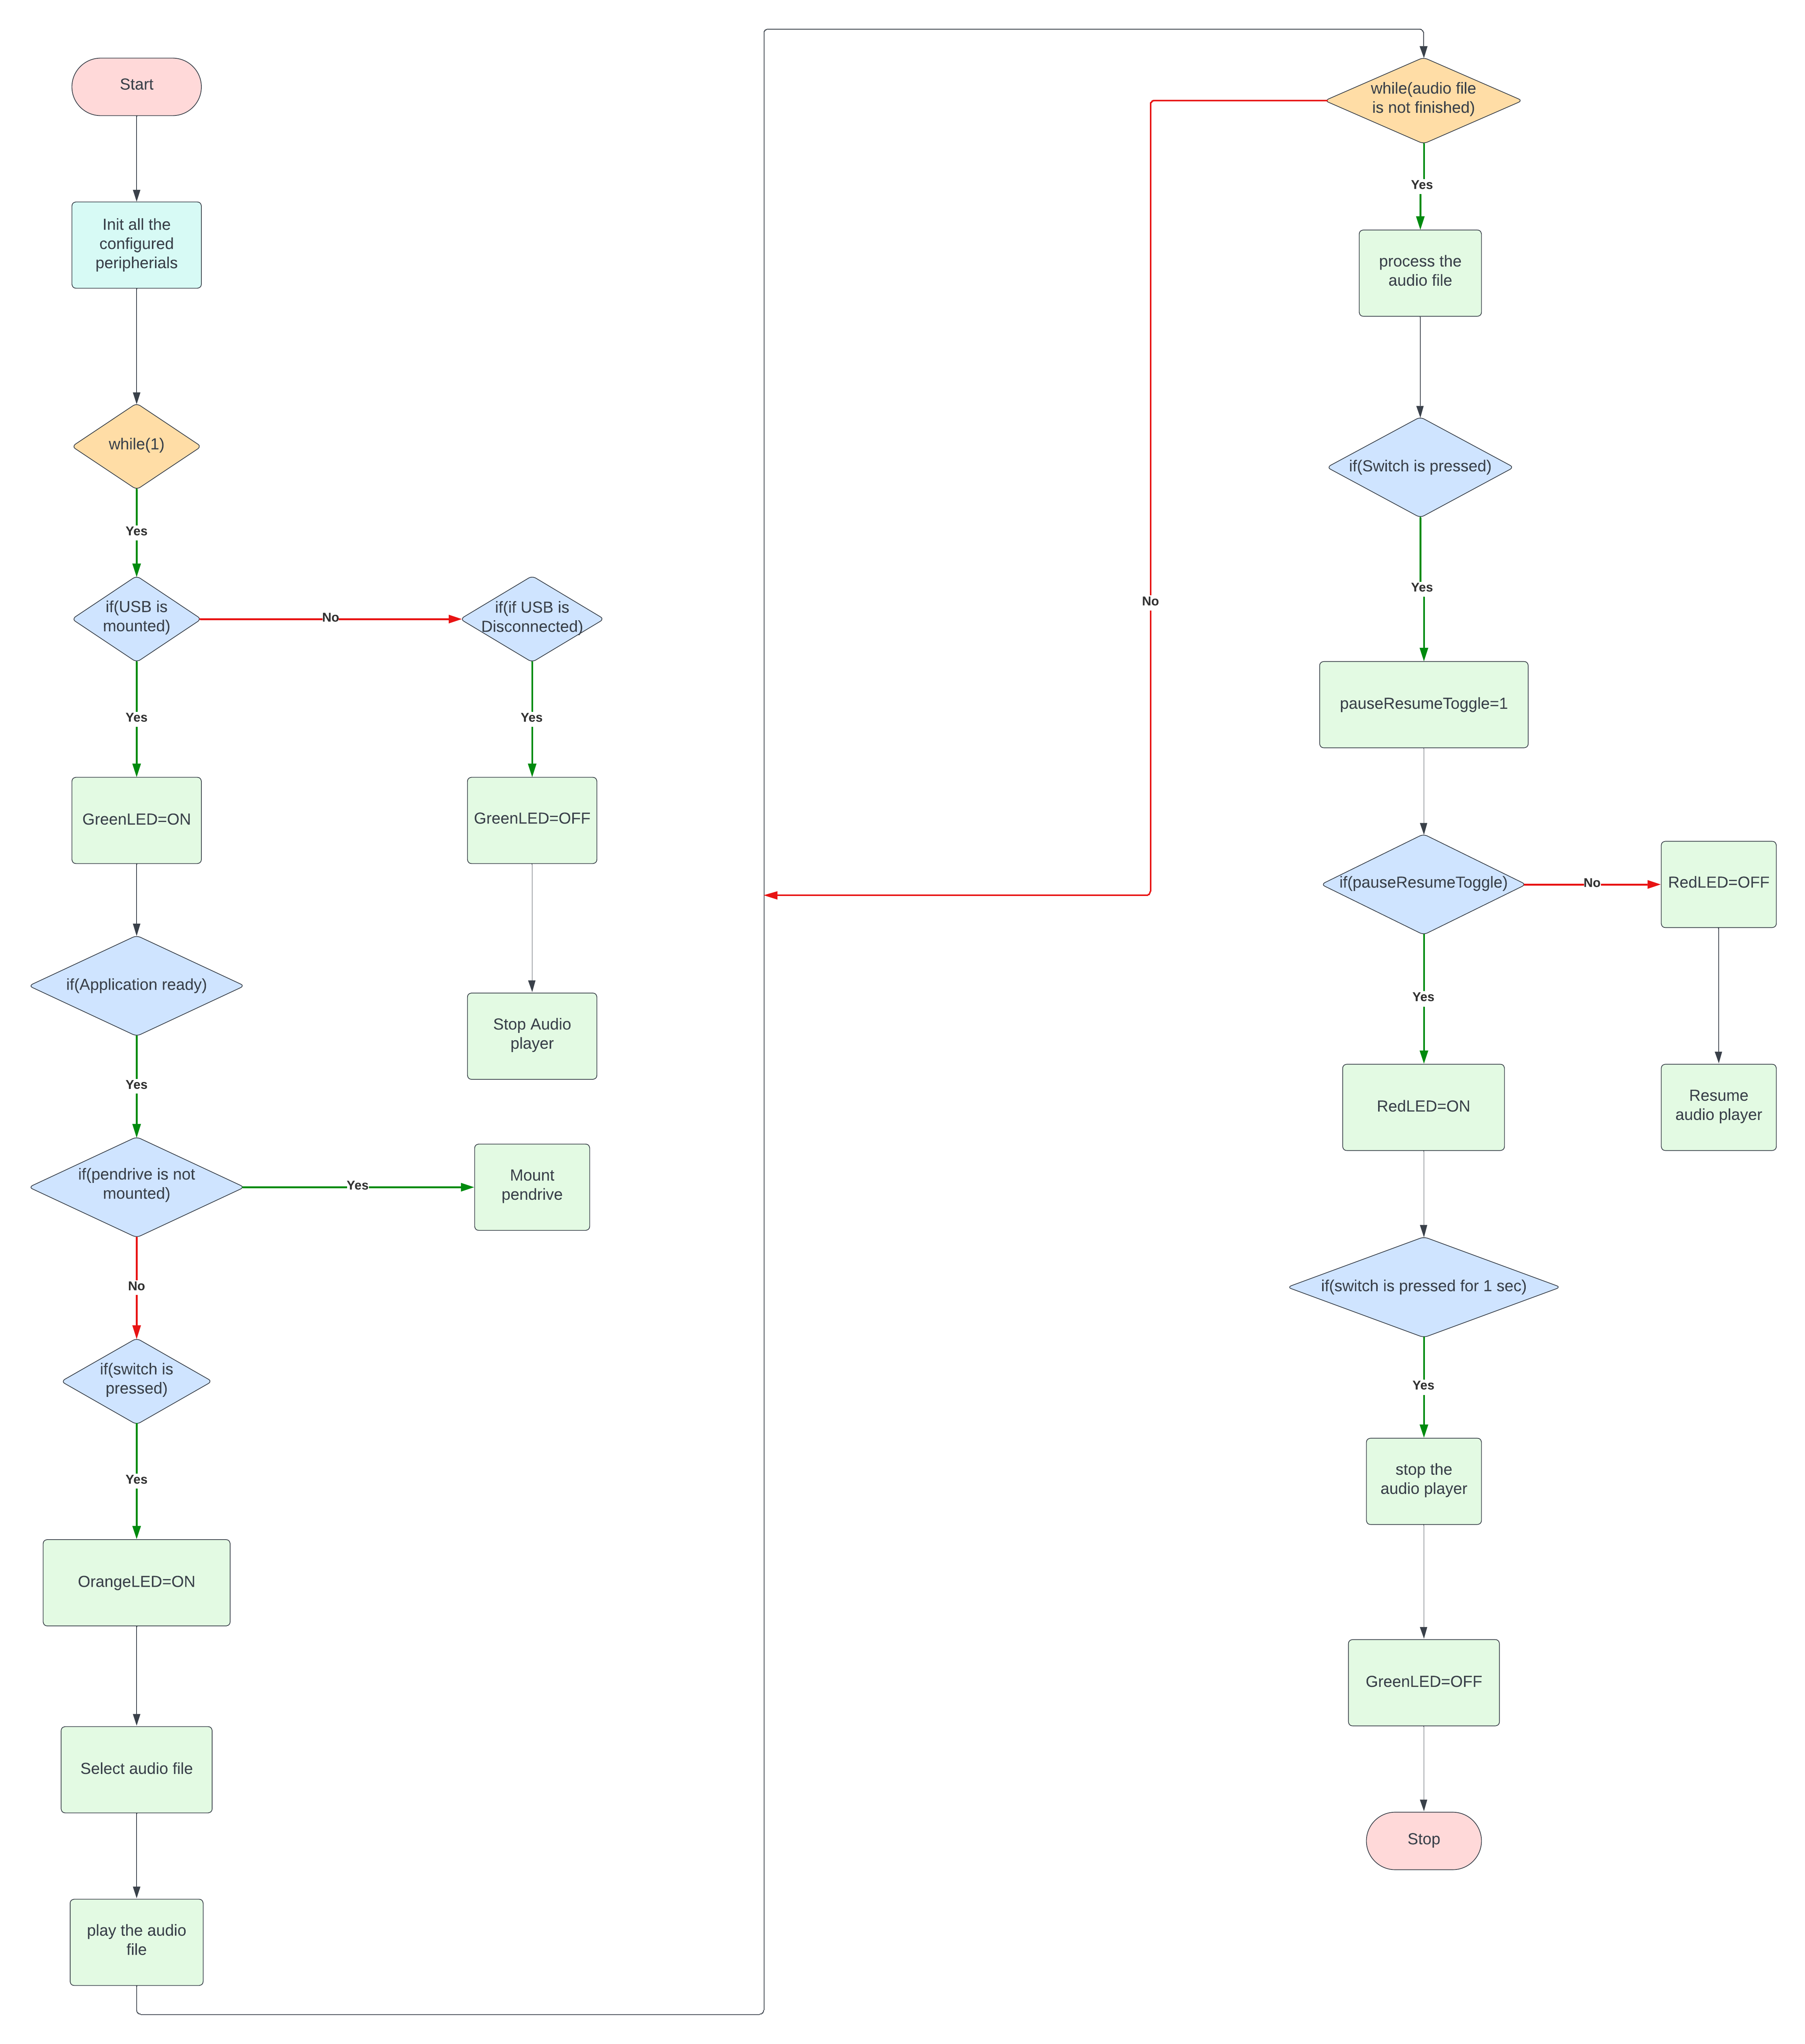 Start
Init all the
configured
peripherials
while(1)
Yes
if(USB is
mounted)
No
if(if USB is
Disconnected)
Yes
Yes
GreenLED=ON
GreenLED=OFF
if(Application ready)
Stop Audio
player
Yes
if(pendrive is not
mounted)
Yes
Mount
pendrive
No
if(switch is
pressed)
Yes
OrangeLED=ON
Select audio file
play the audio
file
while(audio file
is not finished)
Yes
No
process the
audio file
if(Switch is pressed)
Yes
pauseResumeToggle=1
if(pauseResumeToggle)
No
RedLED=OFF
Yes
RedLED=ON
Resume
audio player
if(switch is pressed for 1 sec)
Yes
stop the
audio player
GreenLED=OFF
Stop